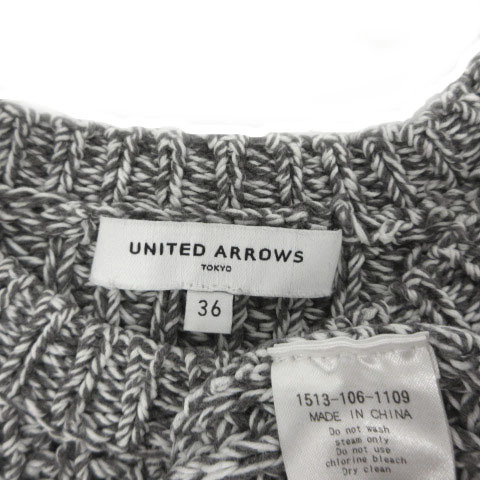 UNITED ARROWS
TOKYO
36
1513-106-1109
MADE IN CHINA
Do not wash
steam only
Do not use
chlorine bleach
Dry clean